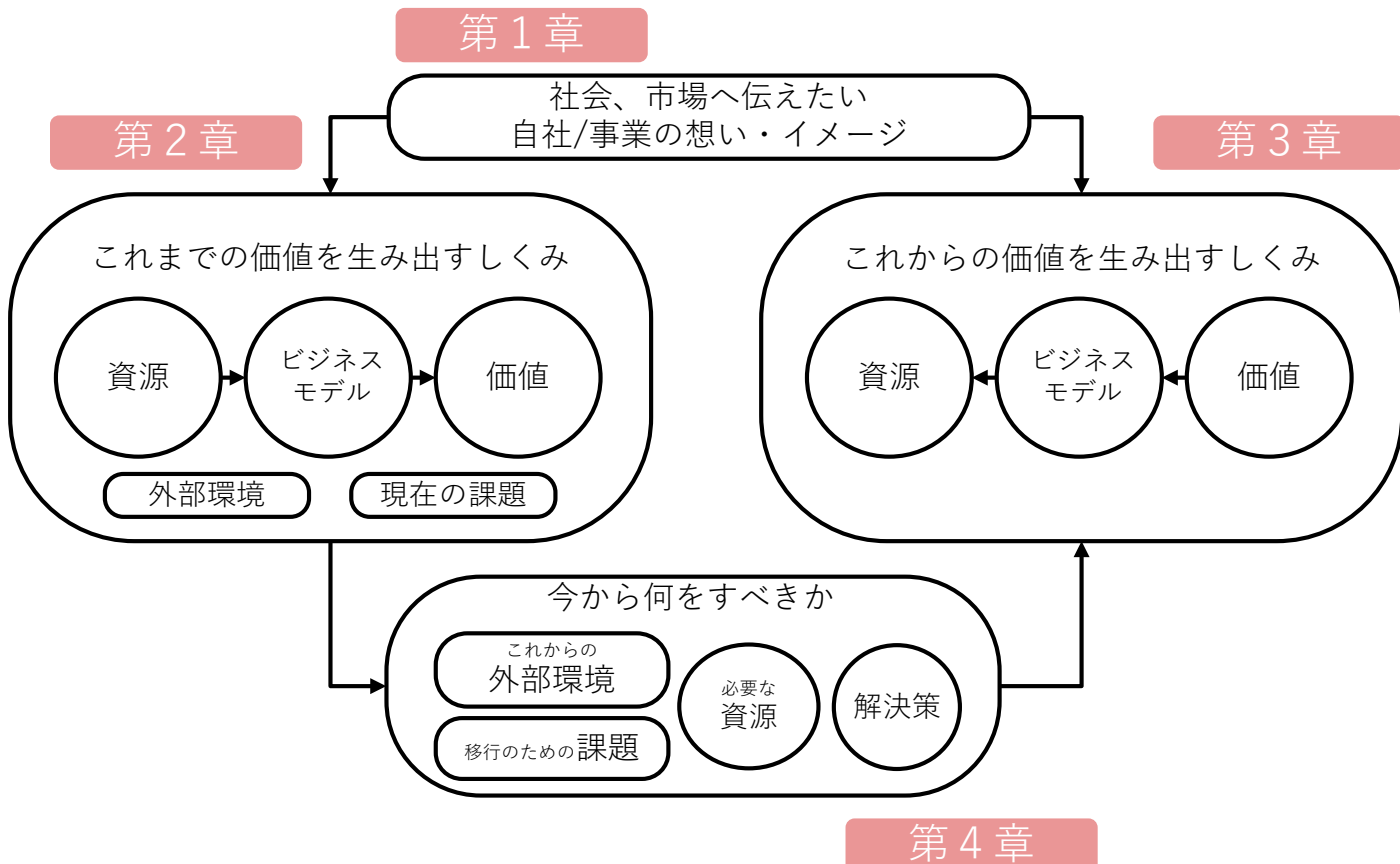 第１章
社会、市場へ伝えたい
自社/事業の想い・イメージ
第２章
これまでの価値を生み出すしくみ
資源
ビジネス
モデル
価値
外部環境
現在の課題
第３章
これからの価値を生み出すしくみ
資源
ビジネス
モデル
価値
今から何をすべきか
これからの
外部環境
移行のための課題
必要な
資源
解決策
第４章